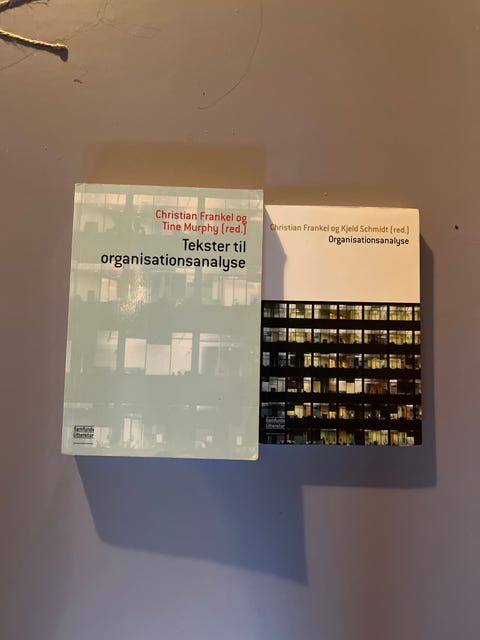 Christian Frankel og
Tine Murphy (red.)
Tekster til
organisationsanalyse
Samfunds
Litteratur
Christian Frankel og Kjeld Schmidt (red.)
Organisationsanalyse
Samfunds
Litteratur